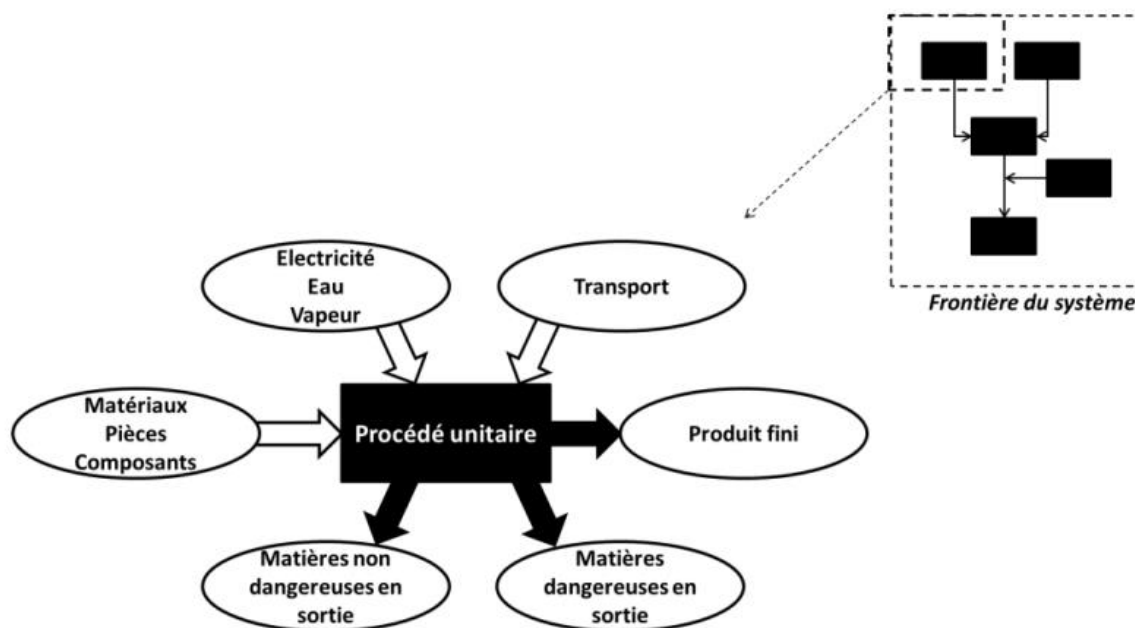 Frontière du système
Electricité
Eau
Vapeur
Transport
Matériaux
Pièces
Composants
Procédé unitaire
Produit fini
Matières non
dangereuses en
sortie
Matières
dangereuses en
sortie